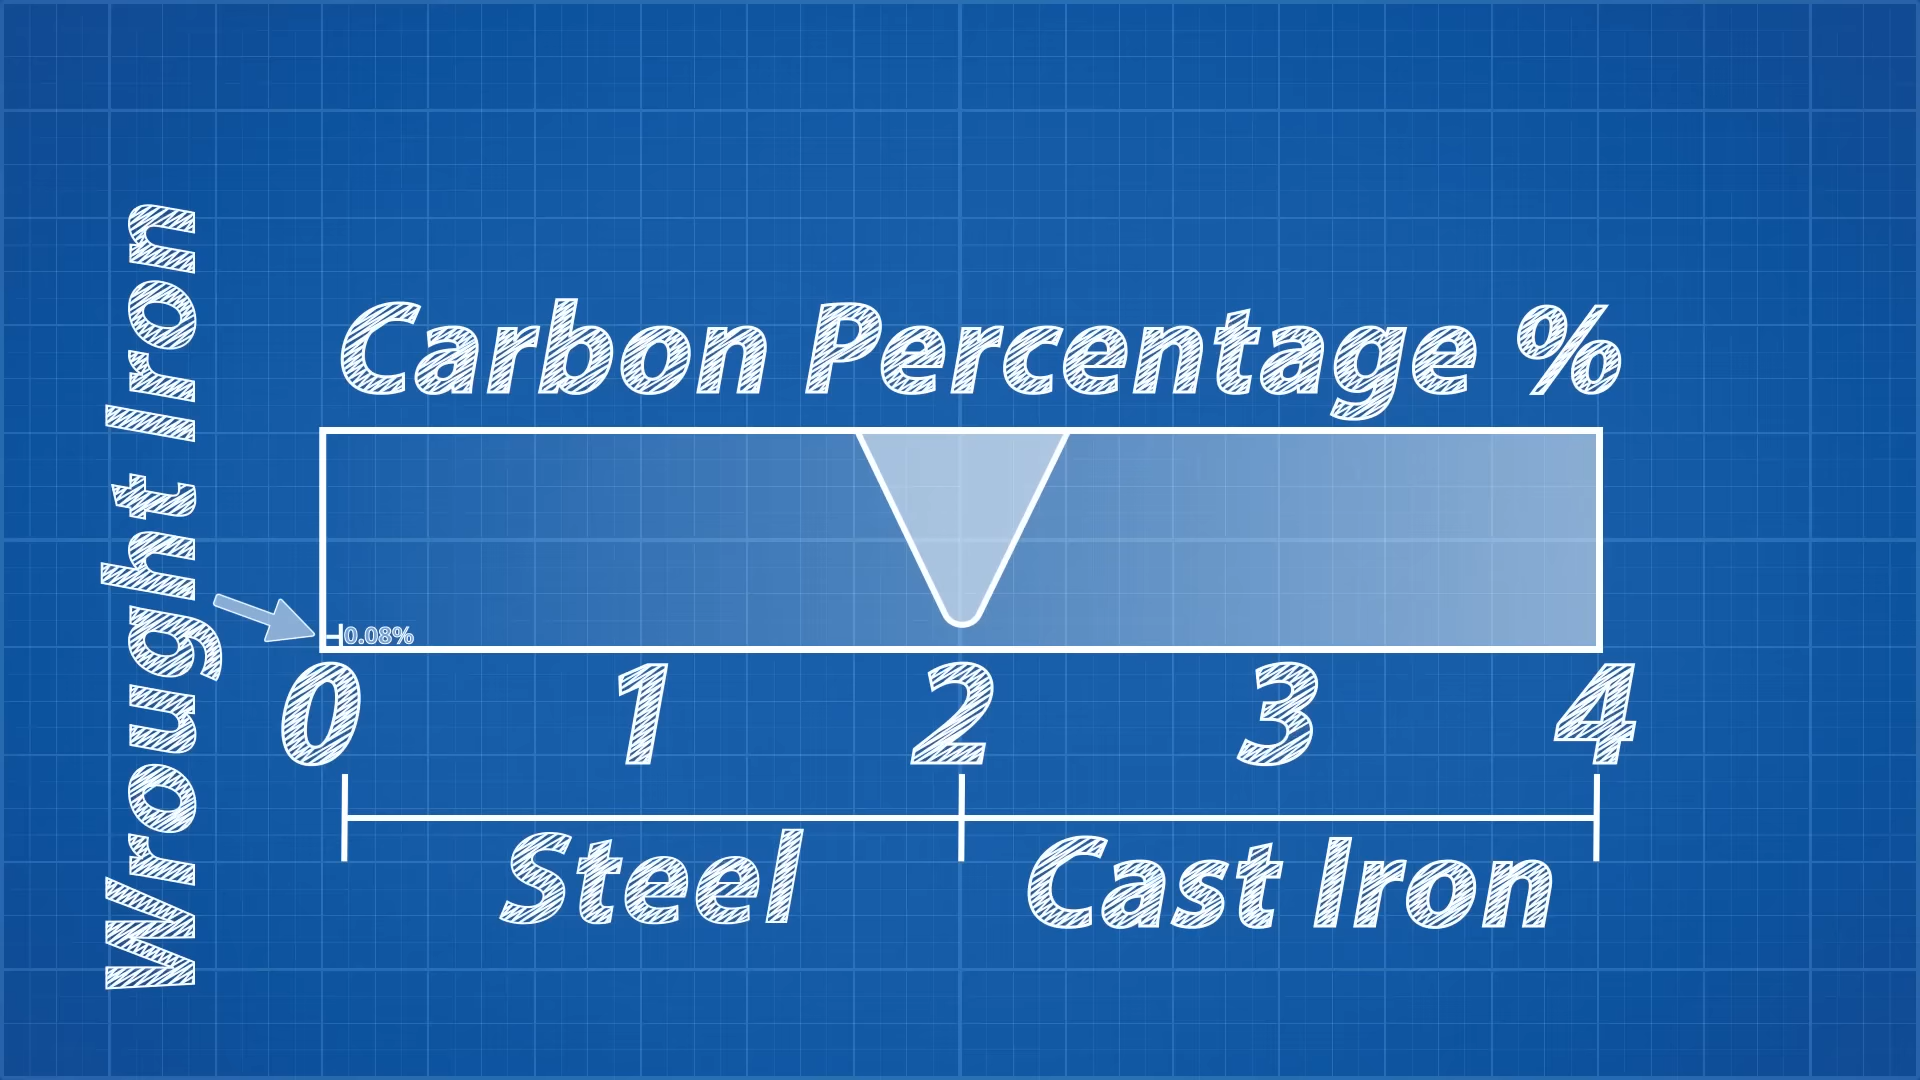 Wrought Iron
Carbon Percentage %
0.08%
0 1 2 3 4
Steel Cast Iron